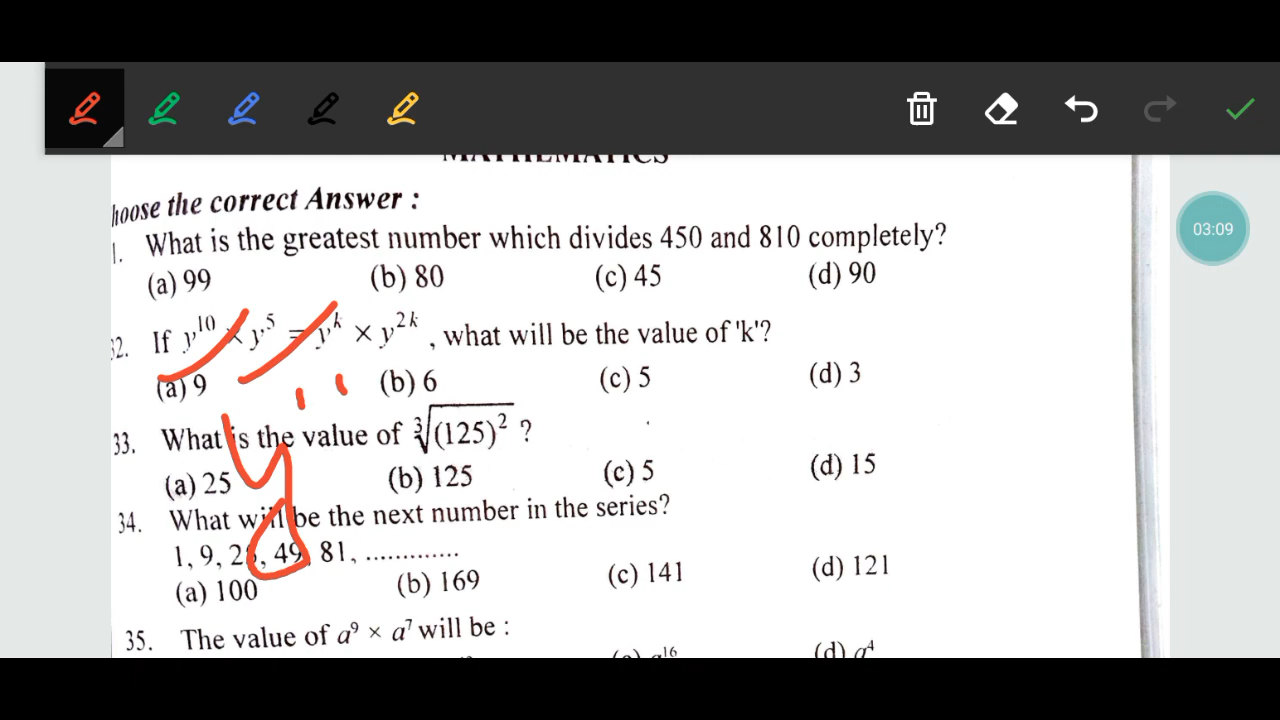 MATHEMATICS
hoose the correct Answer :
1. What is the greatest number which divides 450 and 810 completely?
(a) 99 (b) 80 (c) 45 (d) 90
32. If y¹⁰ × y⁵ = yᵏ × y²ᵏ , what will be the value of 'k'?
(a) 9 (b) 6 (c) 5 (d) 3
33. What is the value of ∛(125)² ?
(a) 25 (b) 125 (c) 5 (d) 15
34. What will be the next number in the series?
1, 9, 25, 49, 81, .............
(a) 100 (b) 169 (c) 141 (d) 121
35. The value of a⁹ × a⁷ will be :
(c) a¹⁶ (d) a⁴
03:09
y